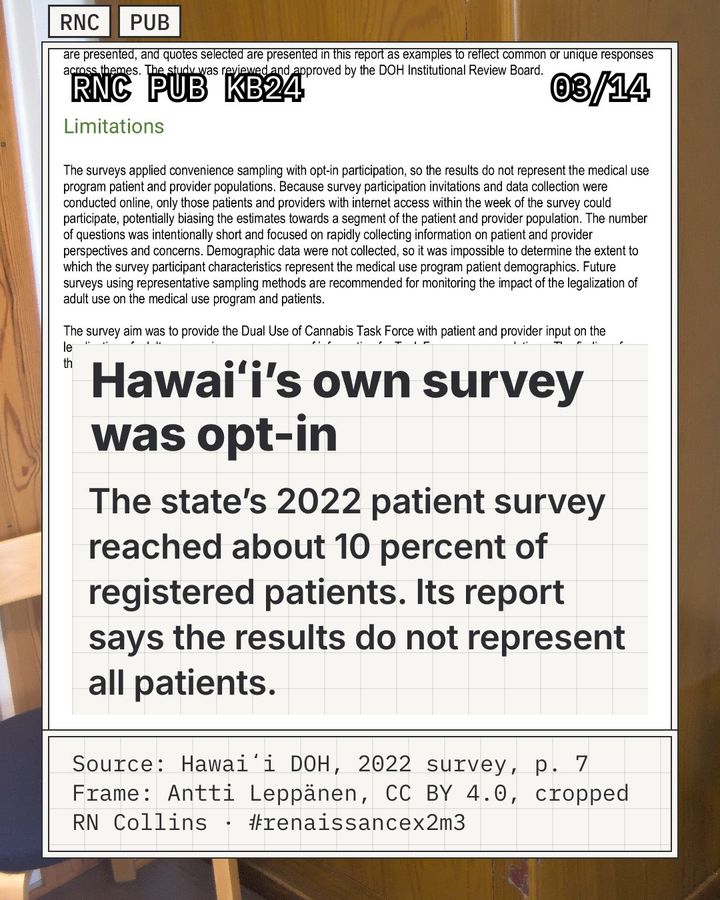 RNC PUB
are presented, and quotes selected are presented in this report as examples to reflect common or unique responses
across themes. The study was reviewed and approved by the DOH Institutional Review Board.
RNC PUB KB24 03/14
Limitations
The surveys applied convenience sampling with opt-in participation, so the results do not represent the medical use
program patient and provider populations. Because survey participation invitations and data collection were
conducted online, only those patients and providers with internet access within the week of the survey could
participate, potentially biasing the estimates towards a segment of the patient and provider population. The number
of questions was intentionally short and focused on rapidly collecting information on patient and provider
perspectives and concerns. Demographic data were not collected, so it was impossible to determine the extent to
which the survey participant characteristics represent the medical use program patient demographics. Future
surveys using representative sampling methods are recommended for monitoring the impact of the legalization of
adult use on the medical use program and patients.
The survey aim was to provide the Dual Use of Cannabis Task Force with patient and provider input on the
Hawaiʻi’s own survey
was opt-in
The state’s 2022 patient survey
reached about 10 percent of
registered patients. Its report
says the results do not represent
all patients.
Source: Hawaiʻi DOH, 2022 survey, p. 7
Frame: Antti Leppänen, CC BY 4.0, cropped
RN Collins · #renaissancex2m3